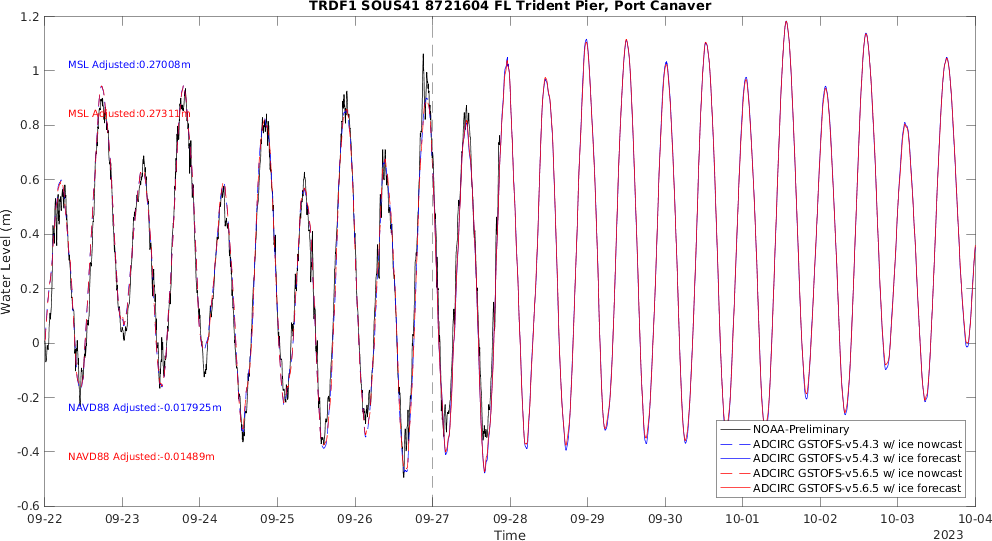 TRDF1 SOUS41 8721604 FL Trident Pier, Port Canaver
1.2
1
0.8
0.6
0.4
0.2
0
-0.2
-0.4
-0.6
Water Level (m)
MSL Adjusted:0.27008m
MSL Adjusted:0.27311m
NAVD88 Adjusted:-0.017925m
NAVD88 Adjusted:-0.01489m
NOAA-Preliminary
ADCIRC GSTOFS-v5.4.3 w/ ice nowcast
ADCIRC GSTOFS-v5.4.3 w/ ice forecast
ADCIRC GSTOFS-v5.6.5 w/ ice nowcast
ADCIRC GSTOFS-v5.6.5 w/ ice forecast
09-22 09-23 09-24 09-25 09-26 09-27 09-28 09-29 09-30 10-01 10-02 10-03 10-04
Time
2023